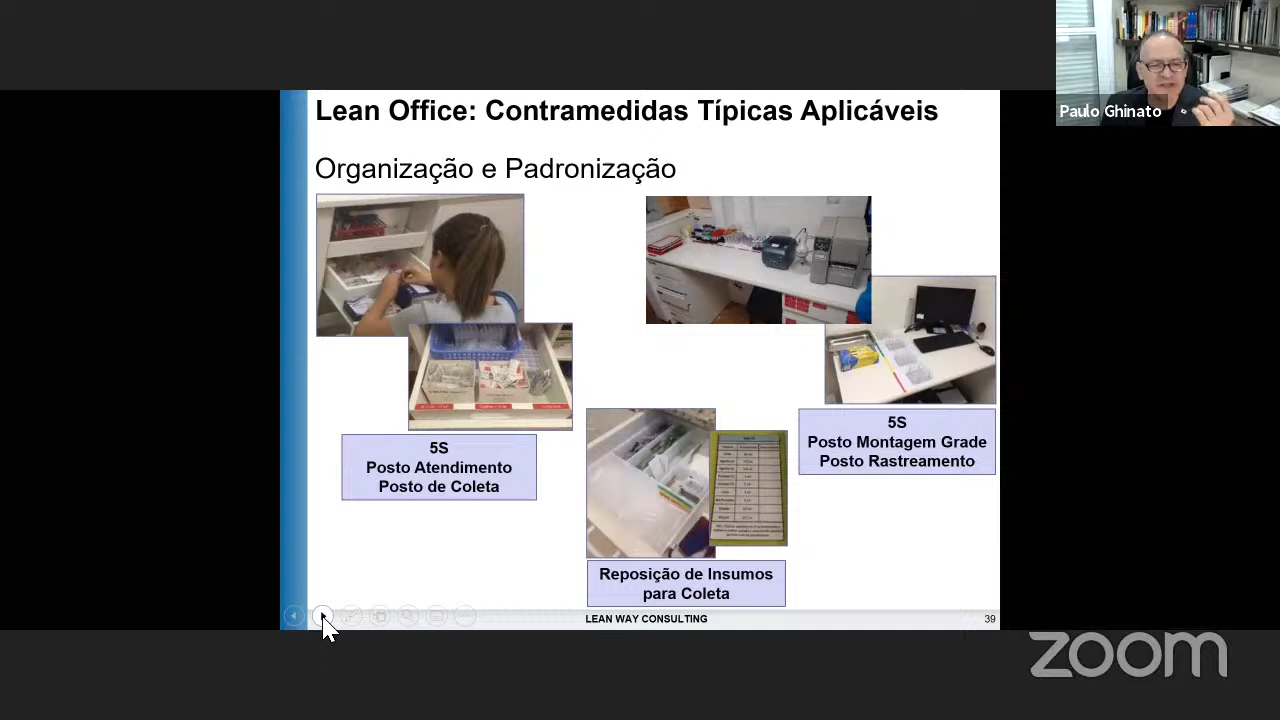 Paulo Ghinato
Lean Office: Contramedidas Típicas Aplicáveis
Organização e Padronização
5S
Posto Atendimento
Posto de Coleta
5S
Posto Montagem Grade
Posto Rastreamento
Reposição de Insumos
para Coleta
LEAN WAY CONSULTING
39
zoom